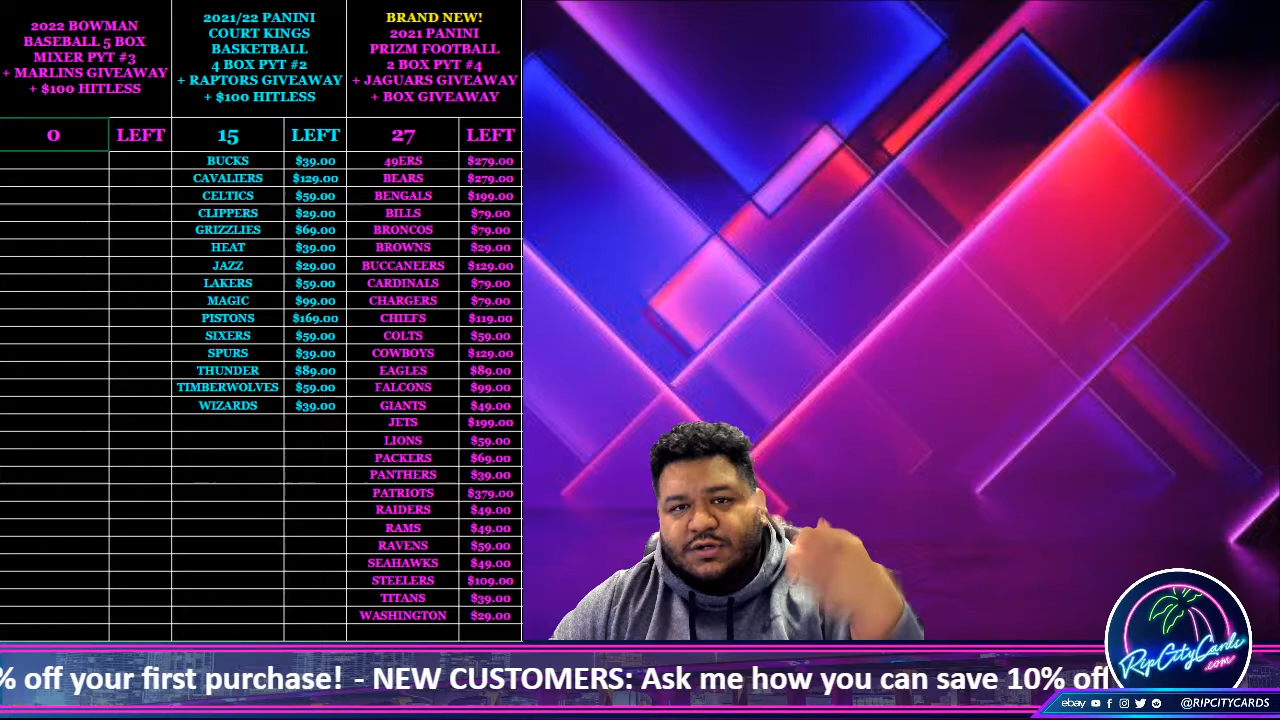 2022 BOWMAN
BASEBALL 5 BOX
MIXER PYT #3
+ MARLINS GIVEAWAY
+ $100 HITLESS
2021/22 PANINI
COURT KINGS
BASKETBALL
4 BOX PYT #2
+ RAPTORS GIVEAWAY
+ $100 HITLESS
BRAND NEW!
2021 PANINI
PRIZM FOOTBALL
2 BOX PYT #4
+ JAGUARS GIVEAWAY
+ BOX GIVEAWAY
0 LEFT 15 LEFT 27 LEFT
BUCKS $39.00 49ERS $279.00
CAVALIERS $129.00 BEARS $279.00
CELTICS $59.00 BENGALS $199.00
CLIPPERS $29.00 BILLS $79.00
GRIZZLIES $69.00 BRONCOS $79.00
HEAT $39.00 BROWNS $29.00
JAZZ $29.00 BUCCANEERS $129.00
LAKERS $59.00 CARDINALS $79.00
MAGIC $99.00 CHARGERS $79.00
PISTONS $169.00 CHIEFS $119.00
SIXERS $59.00 COLTS $59.00
SPURS $39.00 COWBOYS $129.00
THUNDER $89.00 EAGLES $89.00
TIMBERWOLVES $59.00 FALCONS $99.00
WIZARDS $39.00 GIANTS $49.00
JETS $199.00
LIONS $59.00
PACKERS $69.00
PANTHERS $39.00
PATRIOTS $379.00
RAIDERS $49.00
RAMS $49.00
RAVENS $59.00
SEAHAWKS $49.00
STEELERS $109.00
TITANS $39.00
WASHINGTON $29.00
% off your first purchase! - NEW CUSTOMERS: Ask me how you can save 10% off
RipCityCards
.com
ebay @RIPCITYCARDS